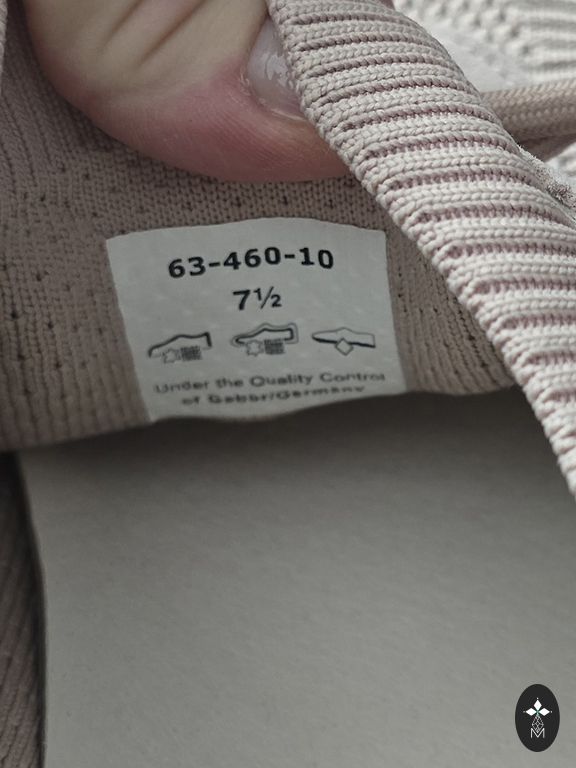 63-460-10
7½
Under the Quality Control
of Gabor/Germany
M